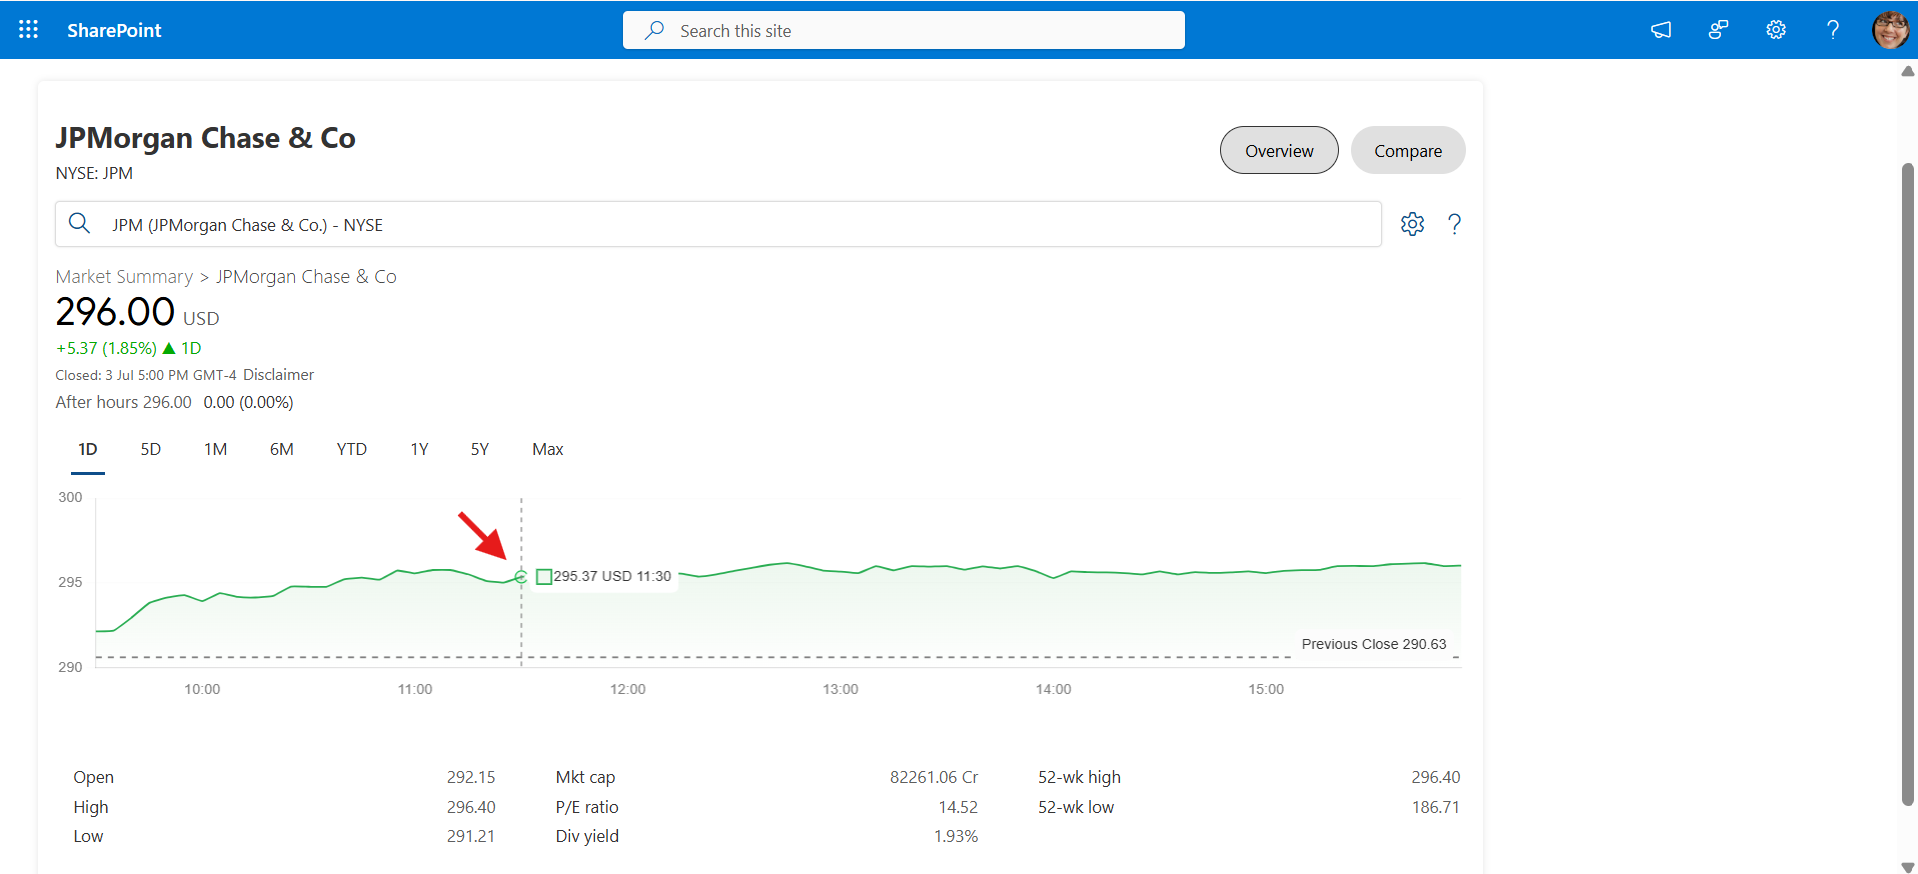 SharePoint
Search this site
?
JPMorgan Chase & Co
NYSE: JPM
Overview
Compare
JPM (JPMorgan Chase & Co.) - NYSE
?
Market Summary > JPMorgan Chase & Co
296.00 USD
+5.37 (1.85%) ▲ 1D
Closed: 3 Jul 5:00 PM GMT-4 Disclaimer
After hours 296.00 0.00 (0.00%)
1D 5D 1M 6M YTD 1Y 5Y Max
300
295
290
295.37 USD 11:30
Previous Close 290.63
10:00 11:00 12:00 13:00 14:00 15:00
Open 292.15 Mkt cap 82261.06 Cr 52-wk high 296.40
High 296.40 P/E ratio 14.52 52-wk low 186.71
Low 291.21 Div yield 1.93%